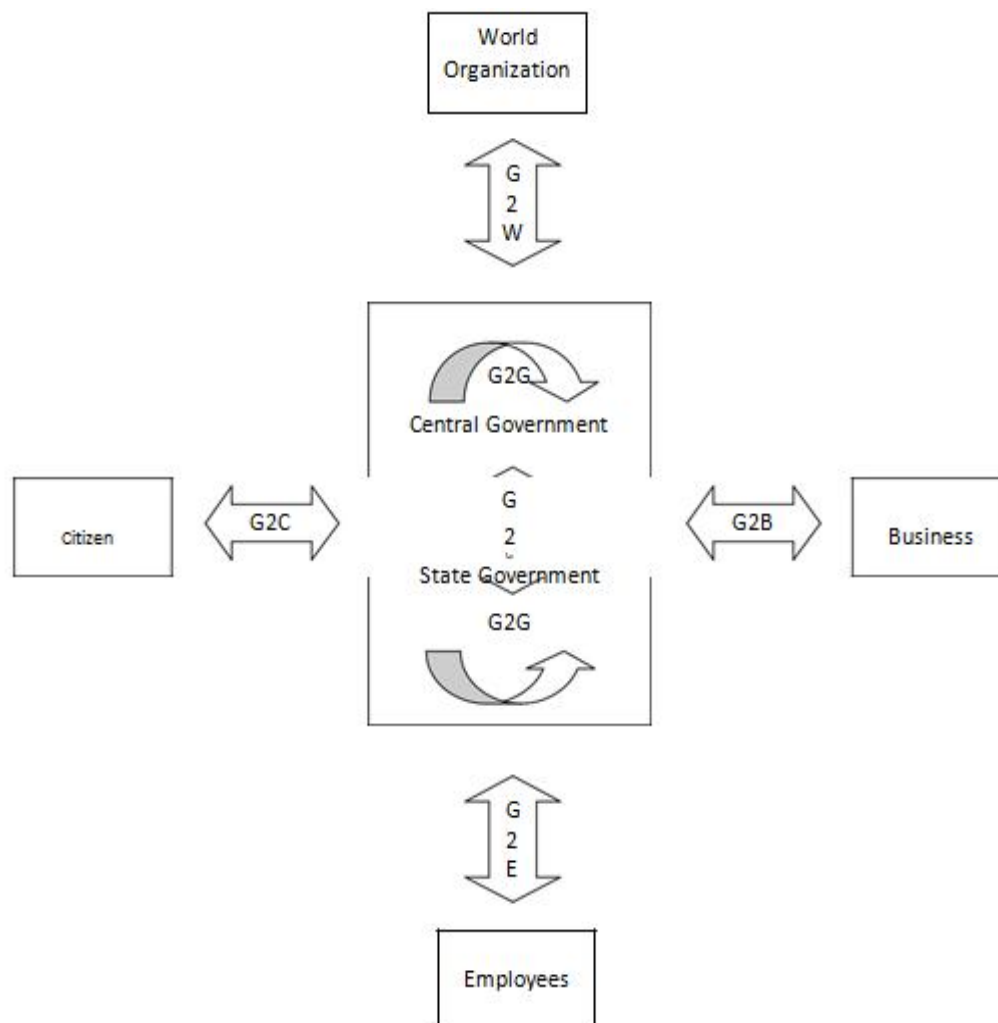 World
Organization
G
2
W
G2G
Central Government
Citizen
G2C
G
2
G2B
Business
State Government
G2G
G
2
E
Employees